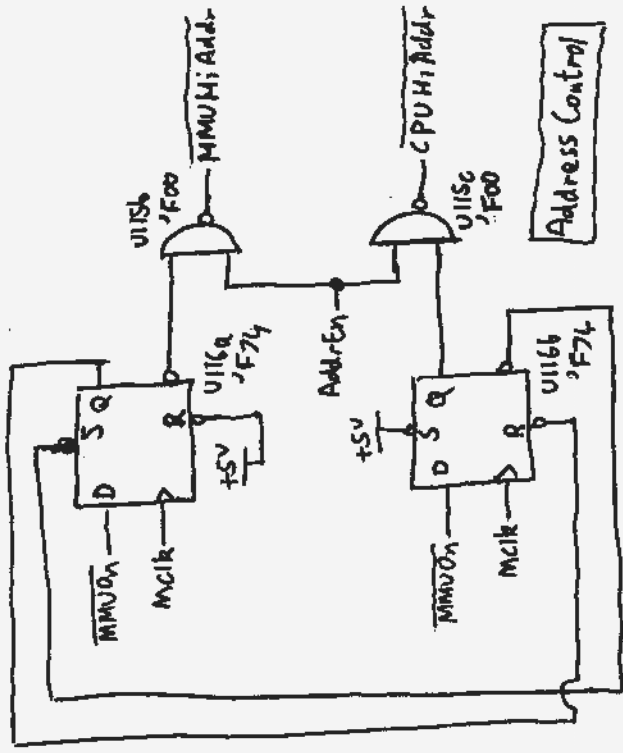 MMUOn
Mclk
D
S
Q
R
+5V
U116a
'F74
U115b
'F00
MMUHiAddr
AddrEn
MMUOn
Mclk
+5V
D
S
Q
R
U116b
'F74
U115c
'F00
CPUHiAddr
Address Control